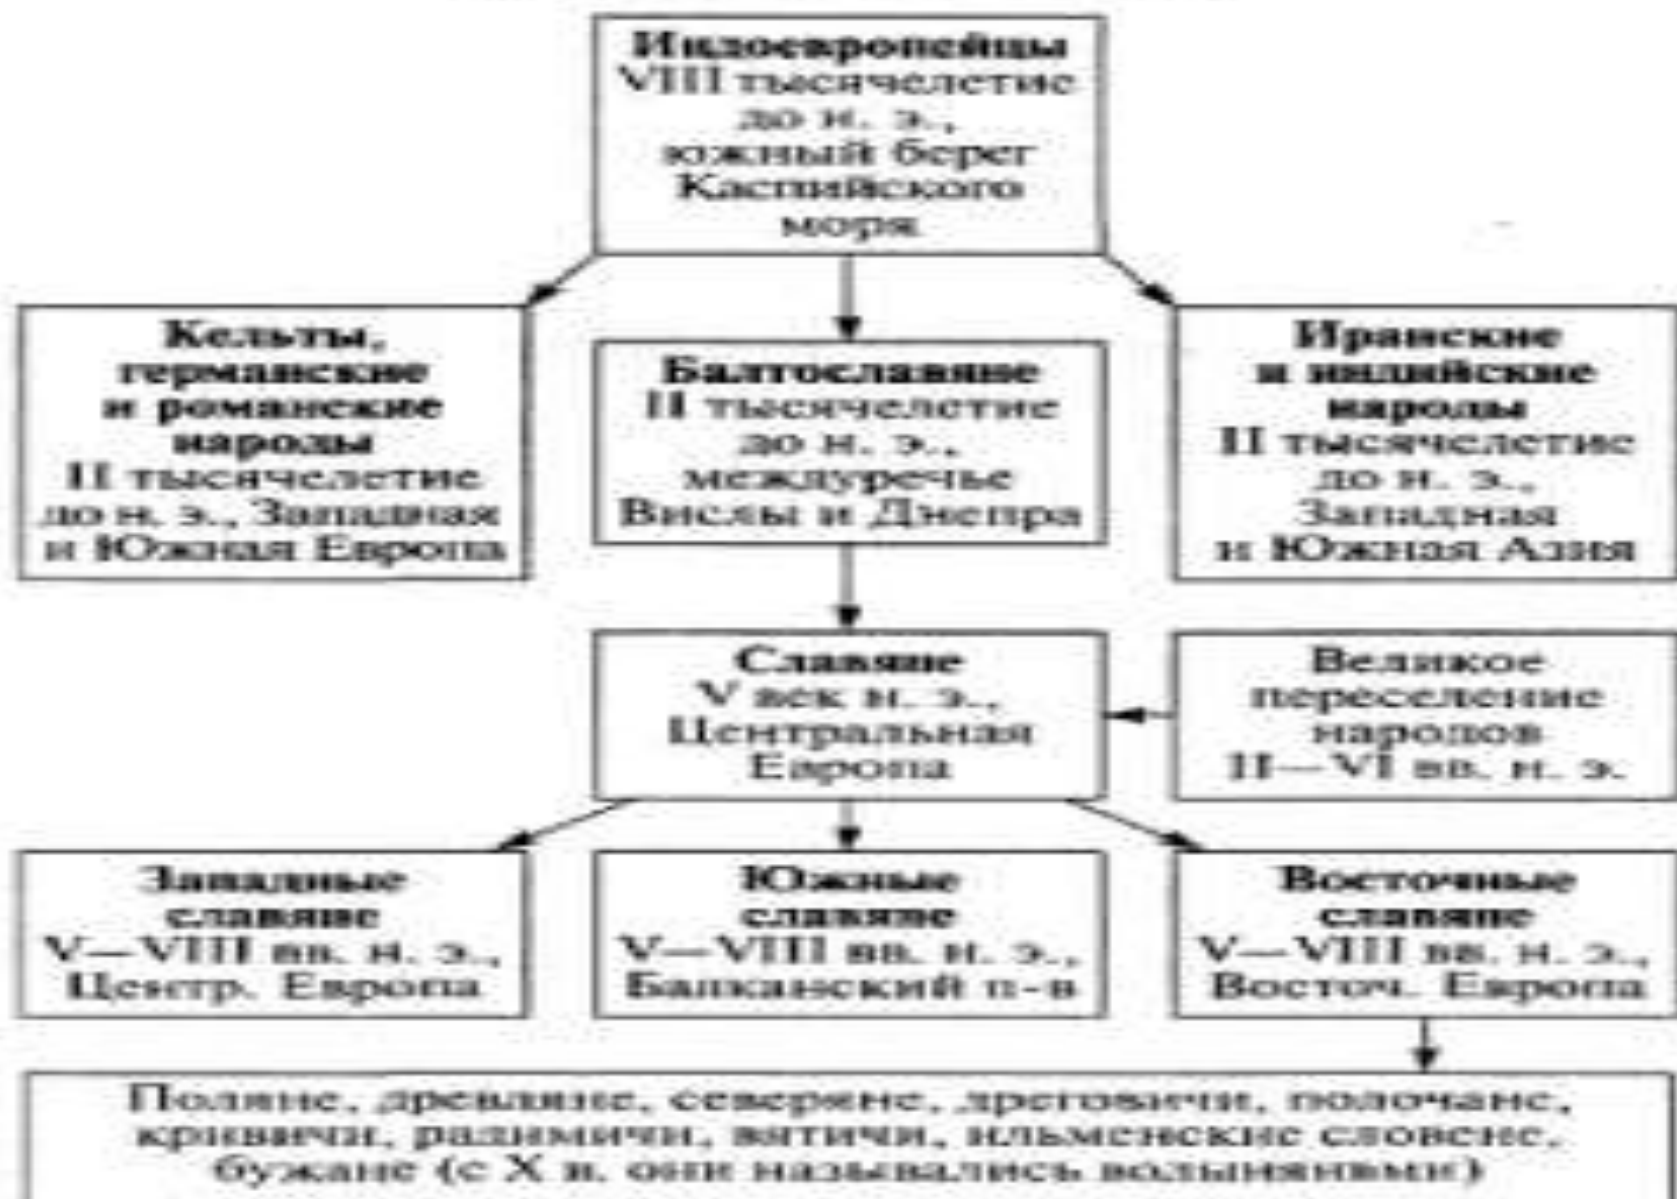 Индоевропейцы
VIII тысячелетие
до н. э.,
южный берег
Каспийского
моря
Кельты,
германские
и романские
народы
II тысячелетие
до н. э., Западная
и Южная Европа
Балтославяне
II тысячелетие
до н. э.,
междуречье
Вислы и Днепра
Иранские
и индийские
народы
II тысячелетие
до н. э.,
Западная
и Южная Азия
Славяне
V век н. э.,
Центральная
Европа
Великое
переселение
народов
II—VI вв. н. э.
Западные
славяне
V—VIII вв. н. э.,
Центр. Европа
Южные
славяне
V—VIII вв. н. э.,
Балканский п-в
Восточные
славяне
V—VIII вв. н. э.,
Восточ. Европа
Поляне, древляне, северяне, дреговичи, полочане,
кривичи, радимичи, вятичи, ильменские словене,
бужане (с X в. они назывались волынянами)